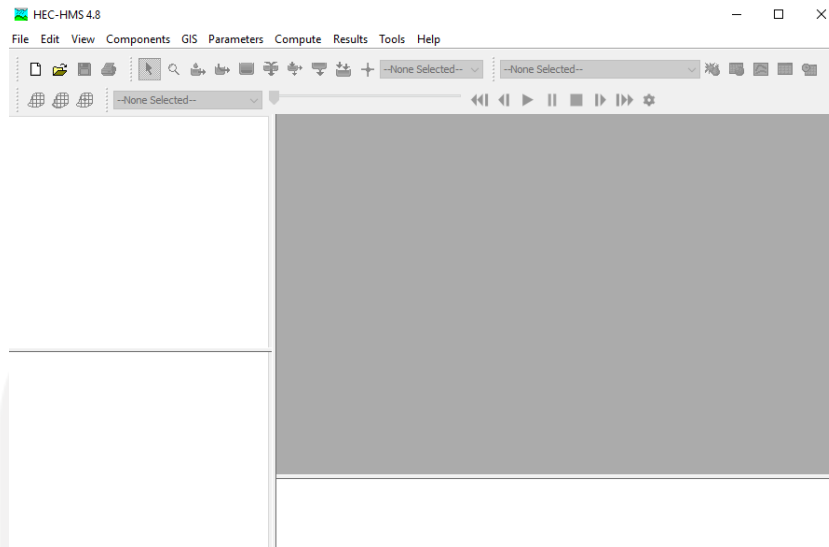 HEC-HMS 4.8
File Edit View Components GIS Parameters Compute Results Tools Help
--None Selected-- --None Selected--
--None Selected--